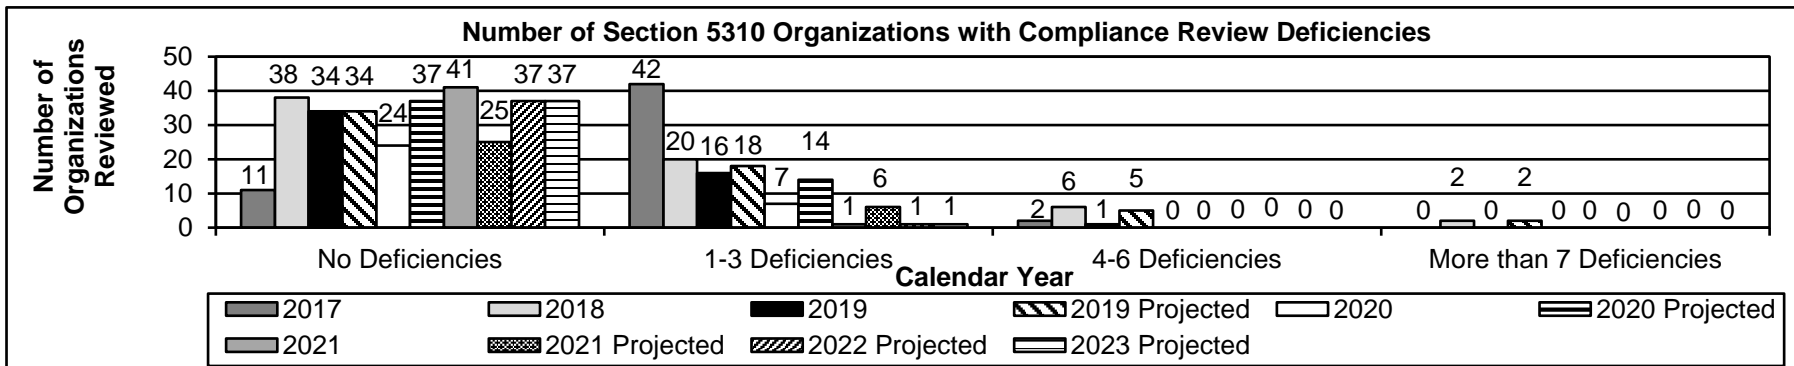 Number of Section 5310 Organizations with Compliance Review Deficiencies
Number of
Organizations
Reviewed
50
40
30
20
10
0
11 38 34 34 24 37 41 25 37 37
42 20 16 18 7 14 1 6 1 1
2 6 1 5 0 0 0 0 0 0
0 2 0 2 0 0 0 0 0 0
No Deficiencies 1-3 Deficiencies 4-6 Deficiencies More than 7 Deficiencies
Calendar Year
2017 2018 2019 2019 Projected 2020 2020 Projected
2021 2021 Projected 2022 Projected 2023 Projected